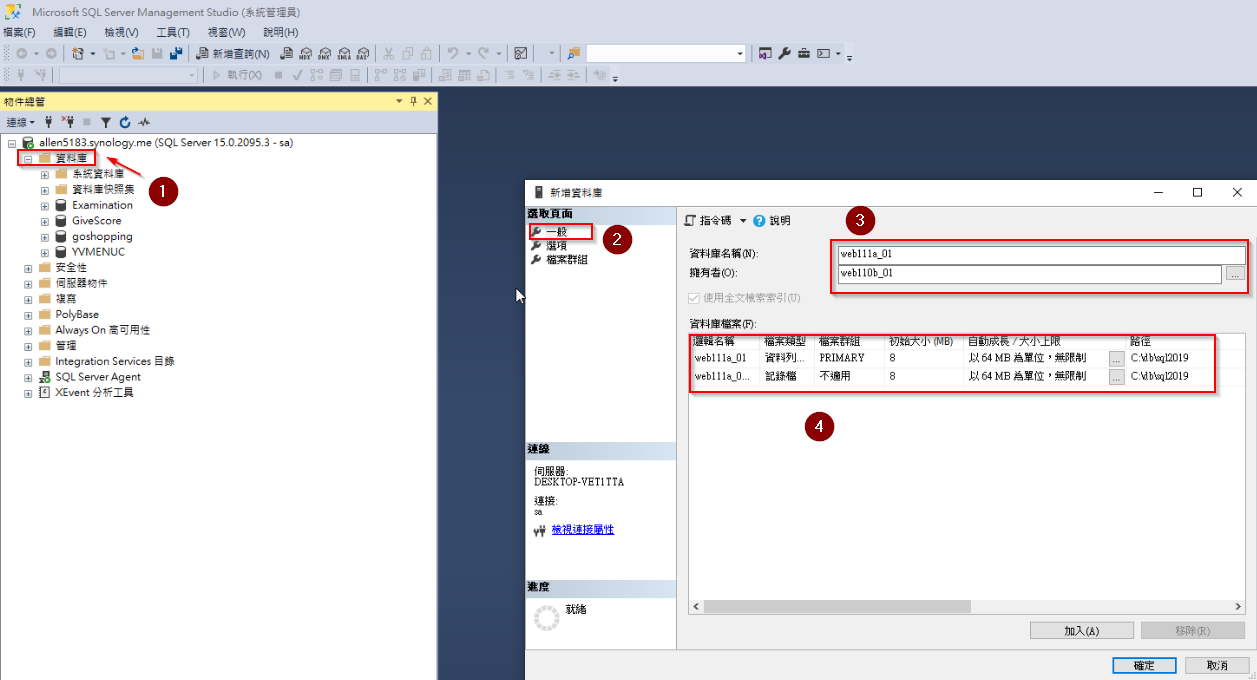 Microsoft SQL Server Management Studio (系統管理員)
檔案(F) 編輯(E) 檢視(V) 工具(T) 視窗(W) 說明(H)
新增查詢(N) MDX DMX XMLA DAX
執行(X)
物件總管
連線
allen5183.synology.me (SQL Server 15.0.2095.3 - sa)
資料庫
系統資料庫
資料庫快照集
Examination
GiveScore
goshopping
YVMENUC
安全性
伺服器物件
複寫
PolyBase
Always On 高可用性
管理
Integration Services 目錄
SQL Server Agent
XEvent 分析工具
1
新增資料庫
選取頁面
一般
選項
檔案群組
2
連線
伺服器:
DESKTOP-VET1TTA
連接:
sa
檢視連接屬性
進度
就緒
指令碼 說明
3
資料庫名稱(N): web111a_01
擁有者(O): web110b_01 ...
使用全文檢索索引(U)
資料庫檔案(F):
邏輯名稱 檔案類型 檔案群組 初始大小 (MB) 自動成長 / 大小上限 路徑
web111a_01 資料列... PRIMARY 8 以 64 MB 為單位，無限制 ... C:\db\sql2019
web111a_0... 記錄檔 不適用 8 以 64 MB 為單位，無限制 ... C:\db\sql2019
4
加入(A) 移除(R)
確定 取消